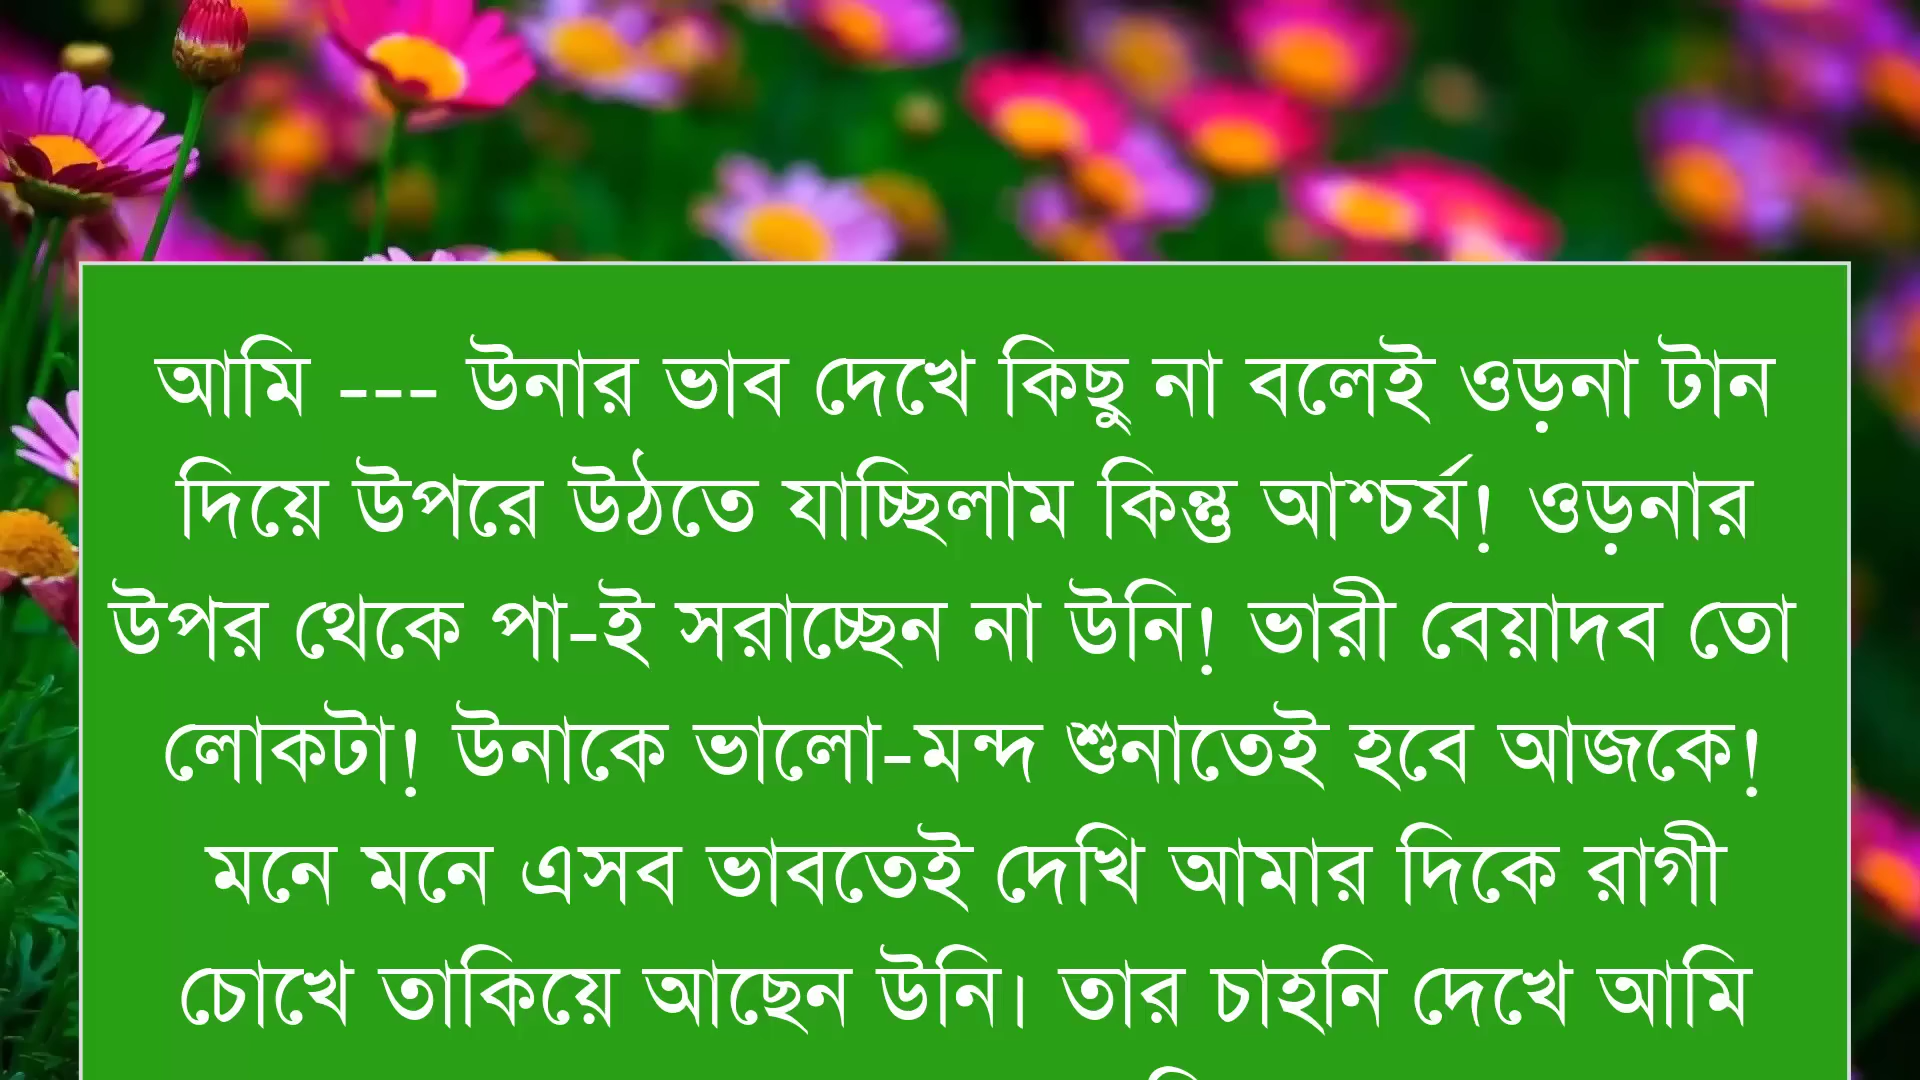 আমি --- উনার ভাব দেখে কিছু না বলেই ওড়না টান
দিয়ে উপরে উঠতে যাচ্ছিলাম কিন্তু আশ্চর্য! ওড়নার
উপর থেকে পা-ই সরাচ্ছেন না উনি! ভারী বেয়াদব তো
লোকটা! উনাকে ভালো-মন্দ শুনাতেই হবে আজকে!
মনে মনে এসব ভাবতেই দেখি আমার দিকে রাগী
চোখে তাকিয়ে আছেন উনি। তার চাহনি দেখে আমি